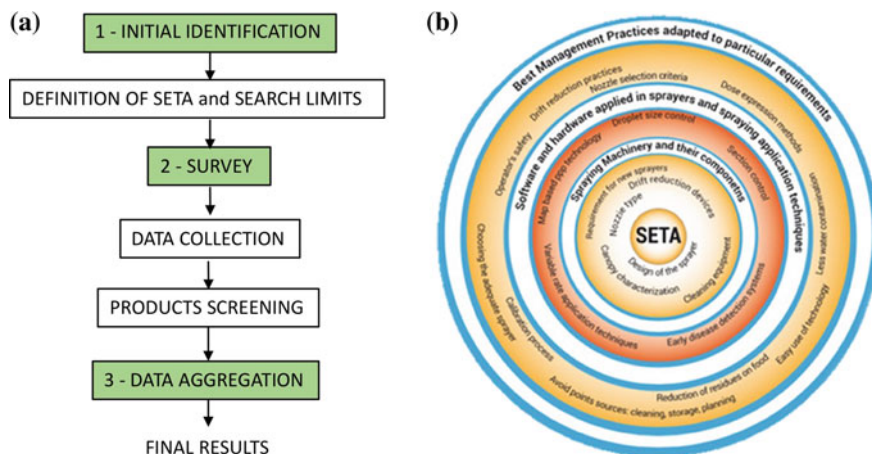 (a)
1 - INITIAL IDENTIFICATION
DEFINITION OF SETA and SEARCH LIMITS
2 - SURVEY
DATA COLLECTION
PRODUCTS SCREENING
3 - DATA AGGREGATION
FINAL RESULTS
(b)
Best Management Practices adapted to particular requirements
Drift reduction practices
Nozzle selection criteria
Dose expression methods
Operator's safety
Less water contamination
Choosing the adequate sprayer
Calibration process
Easy use of technology
Reduction of residues on food
Avoid points sources: cleaning, storage, planning
Software and hardware applied in sprayers and spraying application techniques
Droplet size control
Map based ppp technology
Section control
Variable rate application techniques
Early disease detection systems
Spraying Machinery and their componetns
Requirement for new sprayers
Drift reduction devices
Nozzle type
SETA
Design of the sprayer
Canopy characterization
Cleaning equipment